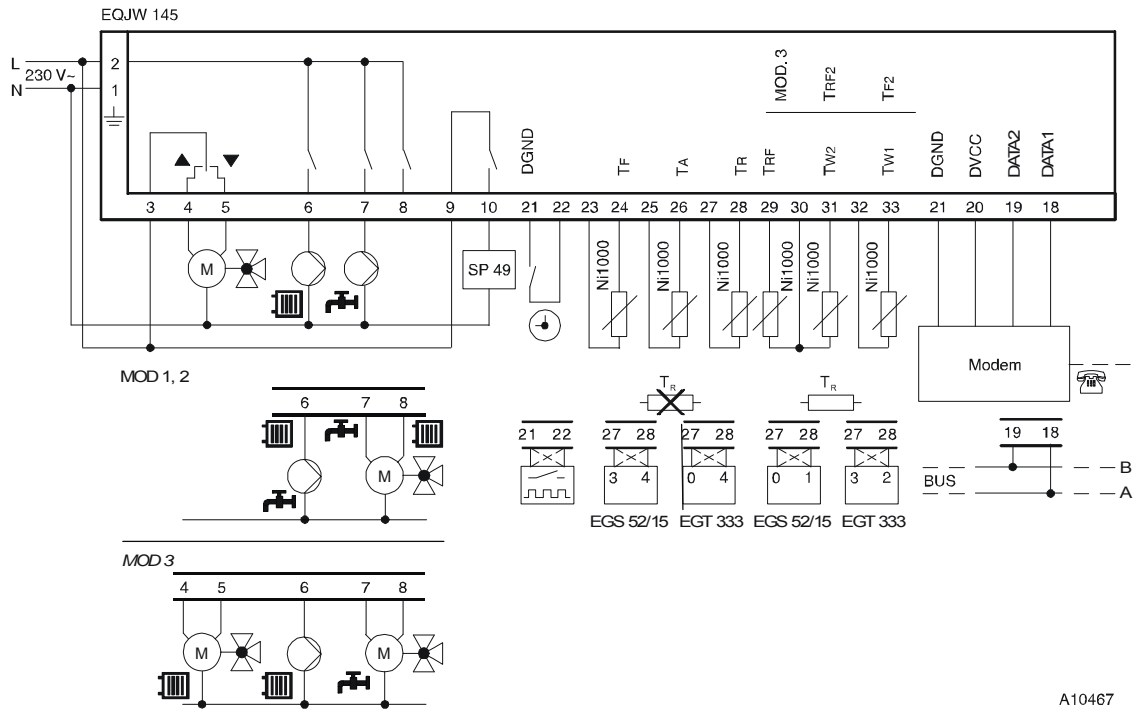 EQJW 145
L
230 V~
N
2
1
MOD. 3
TRF2
TF2
DGND
TF
TA
TR
TRF
TW2
TW1
DGND
DVCC
DATA2
DATA1
3 4 5 6 7 8 9 10 21 22 23 24 25 26 27 28 29 30 31 32 33 21 20 19 18
M
SP 49
Ni1000
Ni1000
Ni1000
Ni1000
Ni1000
Ni1000
Modem
MOD 1, 2
6 7 8
M
TR
TR
21 22 27 28 27 28 27 28 27 28
3 4 0 4 0 1 3 2
EGS 52/15 EGT 333 EGS 52/15 EGT 333
19 18
BUS
B
A
MOD 3
4 5 6 7 8
M
M
A10467